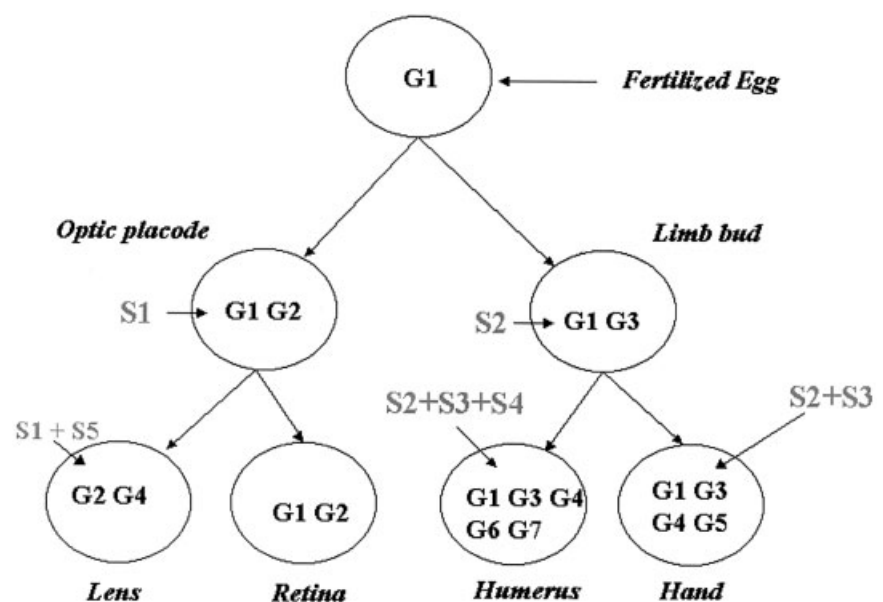 G1
Fertilized Egg
Optic placode
Limb bud
S1
G1 G2
S2
G1 G3
S2+S3+S4
S2+S3
S1 + S5
G2 G4
G1 G2
G1 G3 G4
G6 G7
G1 G3
G4 G5
Lens
Retina
Humerus
Hand